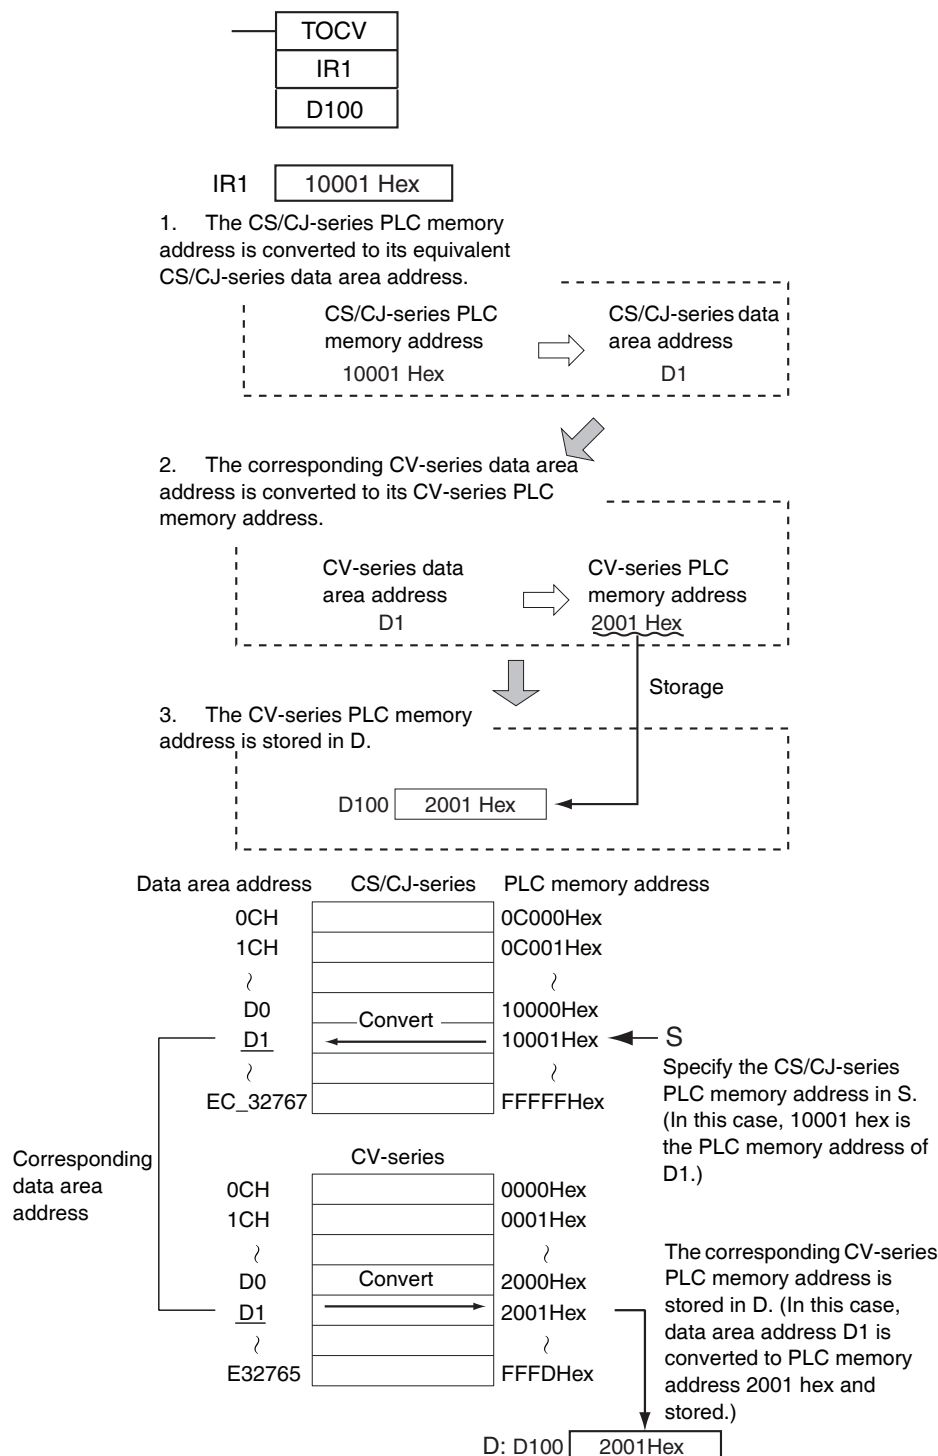 TOCV
IR1
D100
IR1 10001 Hex
1. The CS/CJ-series PLC memory
address is converted to its equivalent
CS/CJ-series data area address.
CS/CJ-series PLC
memory address
10001 Hex
CS/CJ-series data
area address
D1
2. The corresponding CV-series data area
address is converted to its CV-series PLC
memory address.
CV-series data
area address
D1
CV-series PLC
memory address
2001 Hex
Storage
3. The CV-series PLC memory
address is stored in D.
D100 2001 Hex
Data area address CS/CJ-series PLC memory address
0CH 0C000Hex
1CH 0C001Hex
~ ~
D0 10000Hex
Convert
D1 10001Hex S
~ ~
EC_32767 FFFFFHex
Specify the CS/CJ-series
PLC memory address in S.
(In this case, 10001 hex is
the PLC memory address of
D1.)
Corresponding
data area
address
CV-series
0CH 0000Hex
1CH 0001Hex
~ ~
D0 Convert 2000Hex
D1 2001Hex
~ ~
E32765 FFFDHex
The corresponding CV-series
PLC memory address is
stored in D. (In this case,
data area address D1 is
converted to PLC memory
address 2001 hex and
stored.)
D: D100 2001Hex